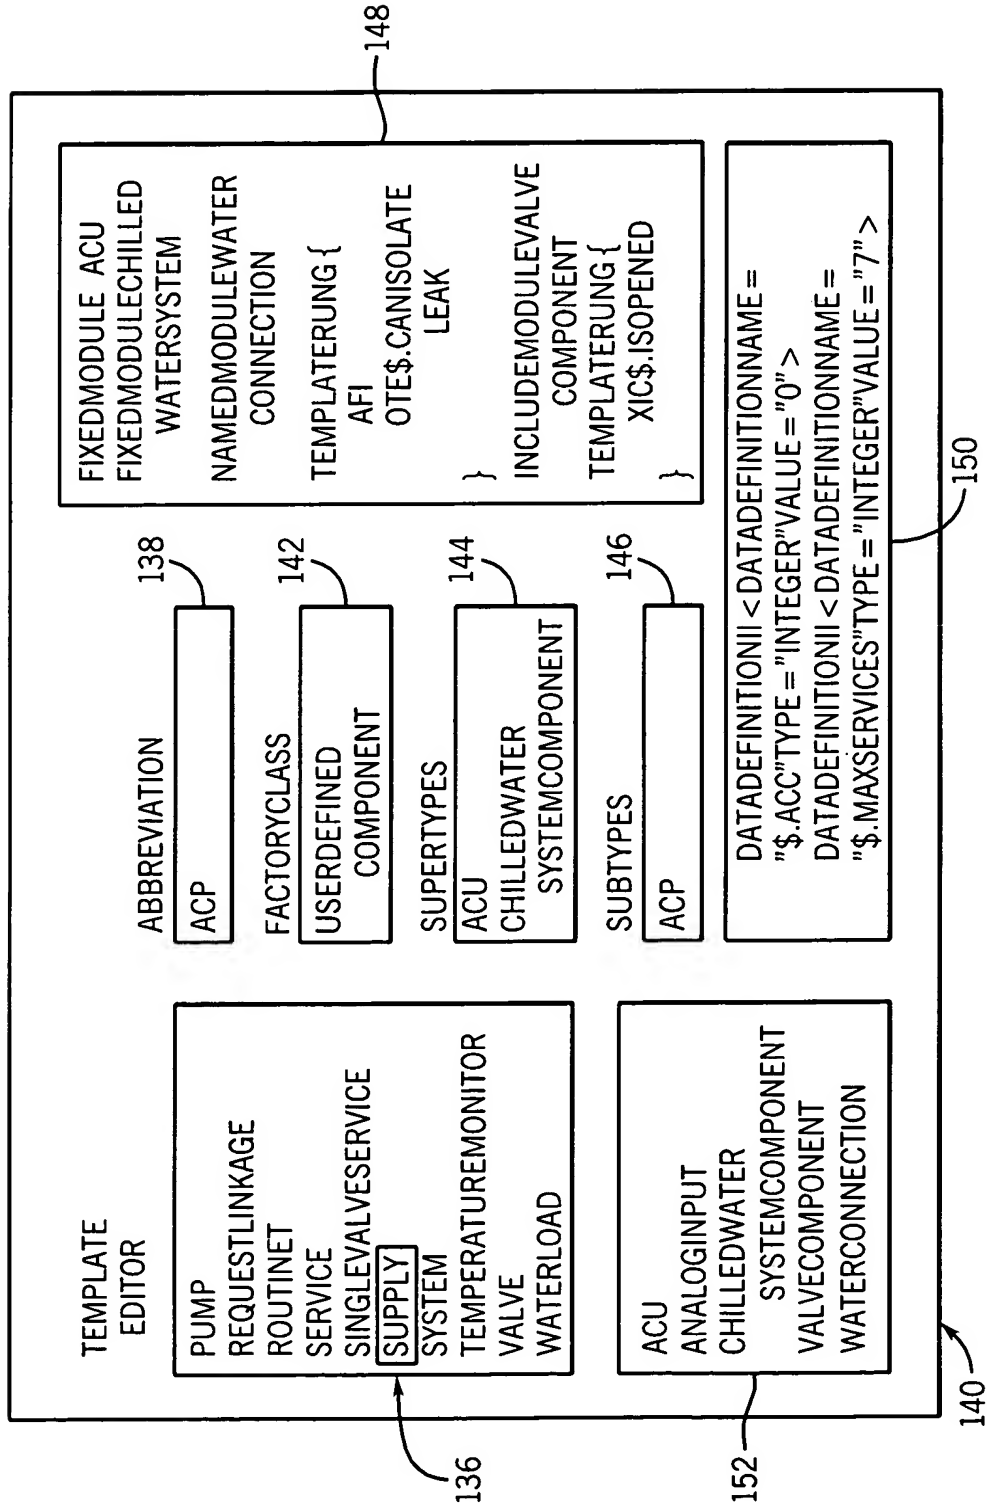 TEMPLATE
EDITOR
PUMP
REQUESTLINKAGE
ROUTINET
SERVICE
SINGLEVALVESERVICE
SUPPLY
SYSTEM
TEMPERATUREMONITOR
VALVE
WATERLOAD
136
ACU
ANALOGINPUT
CHILLEDWATER
SYSTEMCOMPONENT
VALVECOMPONENT
WATERCONNECTION
152
140
ABBREVIATION
138
ACP
FACTORYCLASS
142
USERDEFINED
COMPONENT
SUPERTYPES
144
ACU
CHILLEDWATER
SYSTEMCOMPONENT
SUBTYPES
146
ACP
FIXEDMODULE ACU
FIXEDMODULECHILLED
WATERSYSTEM
NAMEDMODULEWATER
CONNECTION
TEMPLATERUNG {
AFI
OTE$.CANISOLATE
LEAK
}
INCLUDEMODULEVALVE
COMPONENT
TEMPLATERUNG {
XIC$.ISOPENED
}
148
DATADEFINITIONII < DATADEFINITIONNAME =
"$.ACC"TYPE = "INTEGER"VALUE = "0" >
DATADEFINITIONII < DATADEFINITIONNAME =
"$.MAXSERVICES"TYPE = "INTEGER"VALUE = "7" >
150